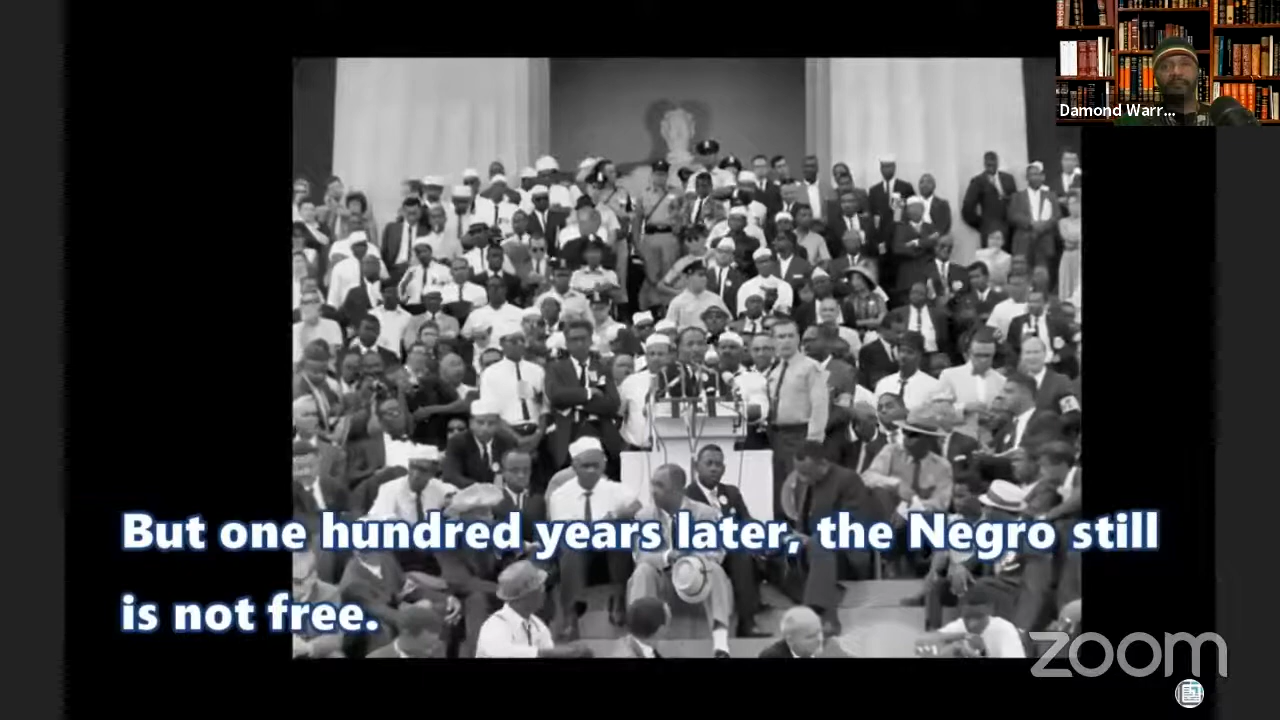 Damond Warr...
But one hundred years later, the Negro still
is not free.
zoom